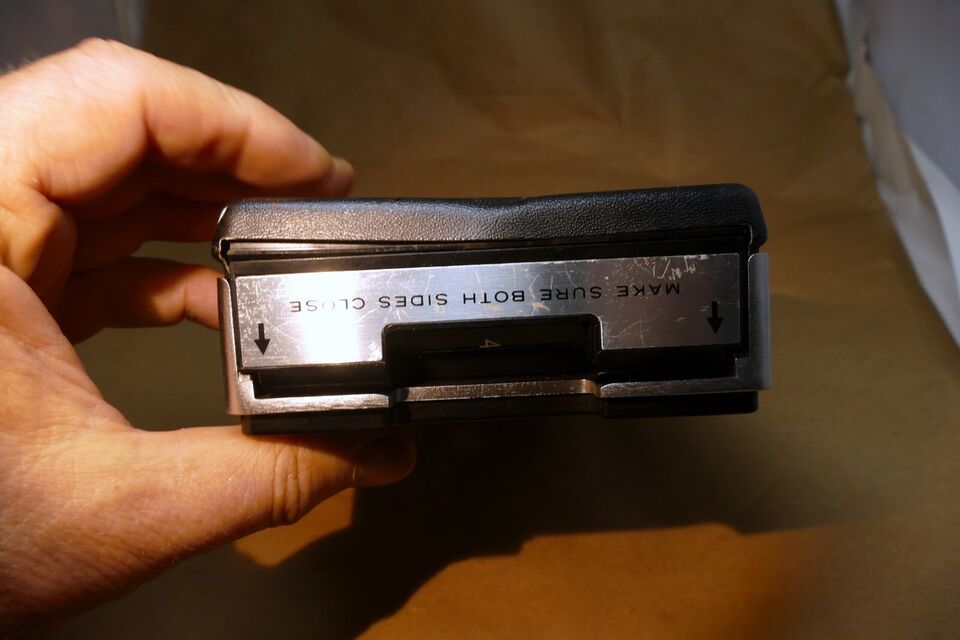 MAKE SURE BOTH SIDES CLOSE
4